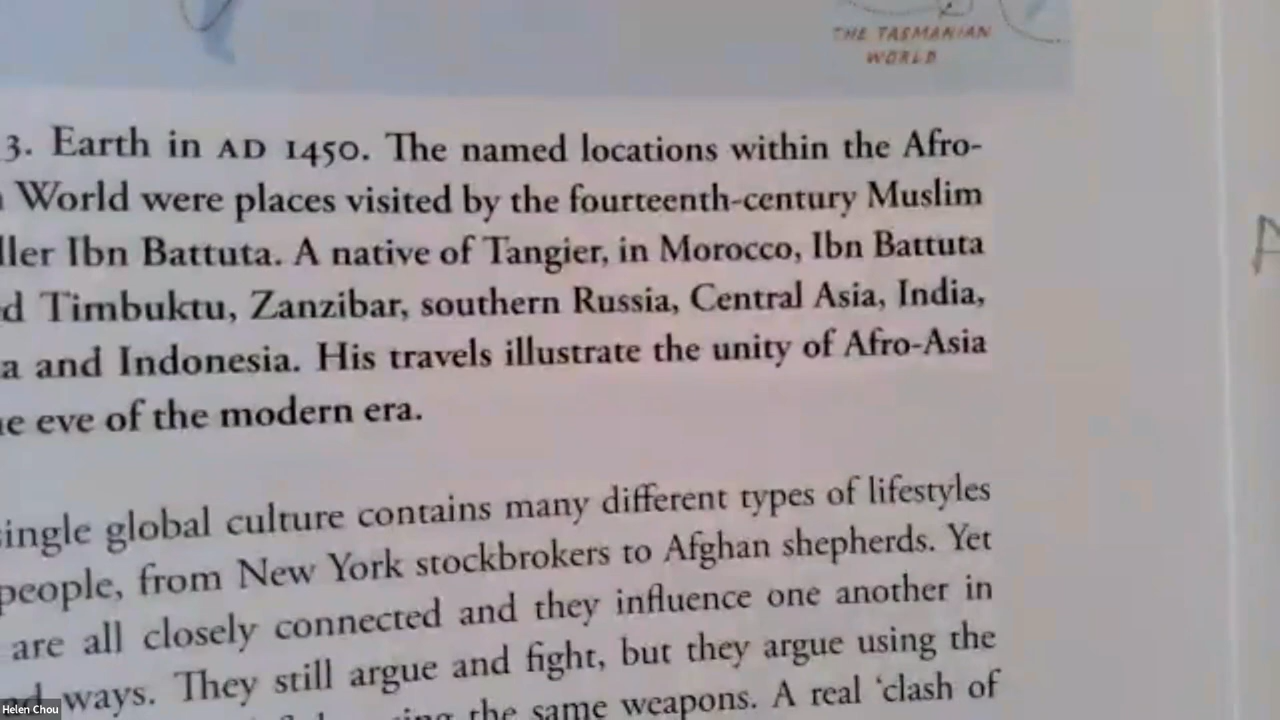 THE TASMANIAN
WORLD
3. Earth in AD 1450. The named locations within the Afro-
World were places visited by the fourteenth-century Muslim
ller Ibn Battuta. A native of Tangier, in Morocco, Ibn Battuta
d Timbuktu, Zanzibar, southern Russia, Central Asia, India,
a and Indonesia. His travels illustrate the unity of Afro-Asia
e eve of the modern era.
single global culture contains many different types of lifestyles
people, from New York stockbrokers to Afghan shepherds. Yet
are all closely connected and they influence one another in
ways. They still argue and fight, but they argue using the
the same weapons. A real ‘clash of
Helen Chou